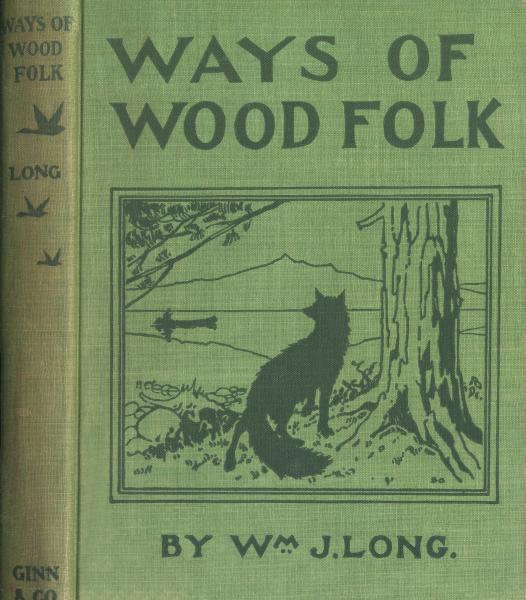 WAYS OF
WOOD
FOLK
LONG
GINN
& CO.
WAYS OF
WOOD FOLK
BY WM J. LONG.